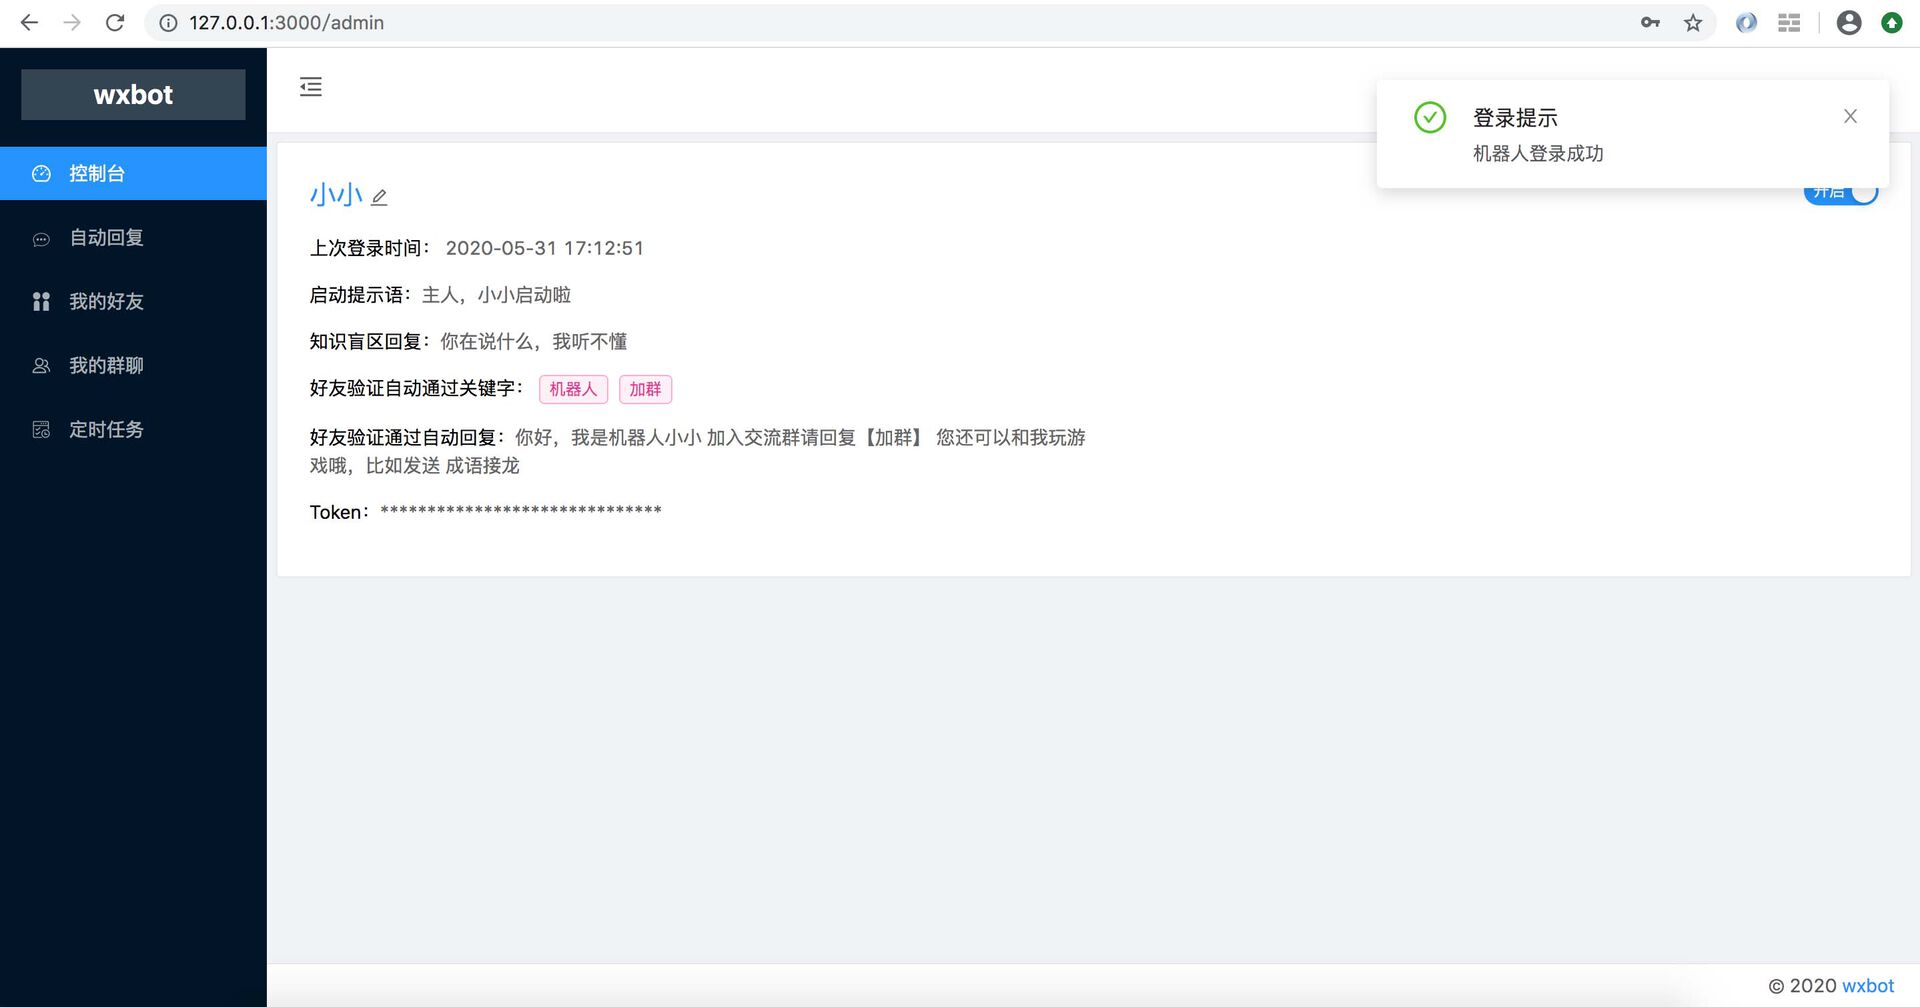 127.0.0.1:3000/admin
wxbot
控制台
自动回复
我的好友
我的群聊
定时任务
登录提示
机器人登录成功
小小
开启
上次登录时间： 2020-05-31 17:12:51
启动提示语：主人，小小启动啦
知识盲区回复：你在说什么，我听不懂
好友验证自动通过关键字： 机器人 加群
好友验证通过自动回复：你好，我是机器人小小 加入交流群请回复【加群】 您还可以和我玩游
戏哦，比如发送 成语接龙
Token：******************************
© 2020 wxbot